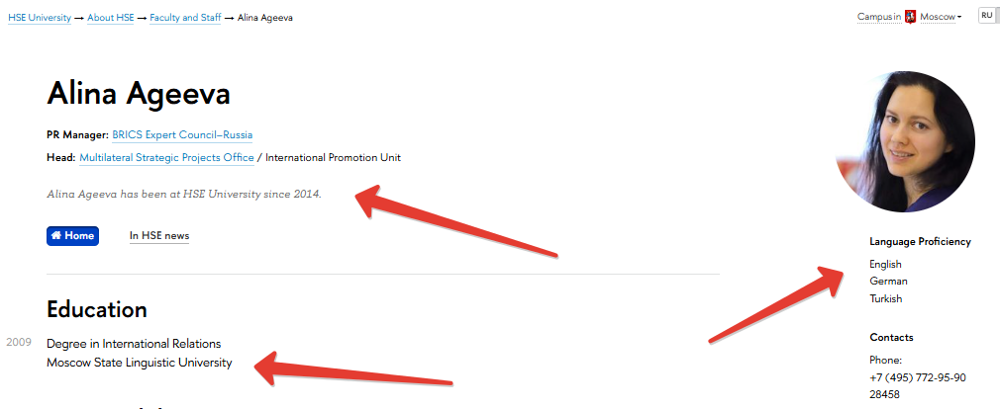 HSE University → About HSE → Faculty and Staff → Alina Ageeva
Campus in Moscow
RU
Alina Ageeva
PR Manager: BRICS Expert Council–Russia
Head: Multilateral Strategic Projects Office / International Promotion Unit
Alina Ageeva has been at HSE University since 2014.
Home
In HSE news
Education
2009
Degree in International Relations
Moscow State Linguistic University
Language Proficiency
English
German
Turkish
Contacts
Phone:
+7 (495) 772-95-90
28458